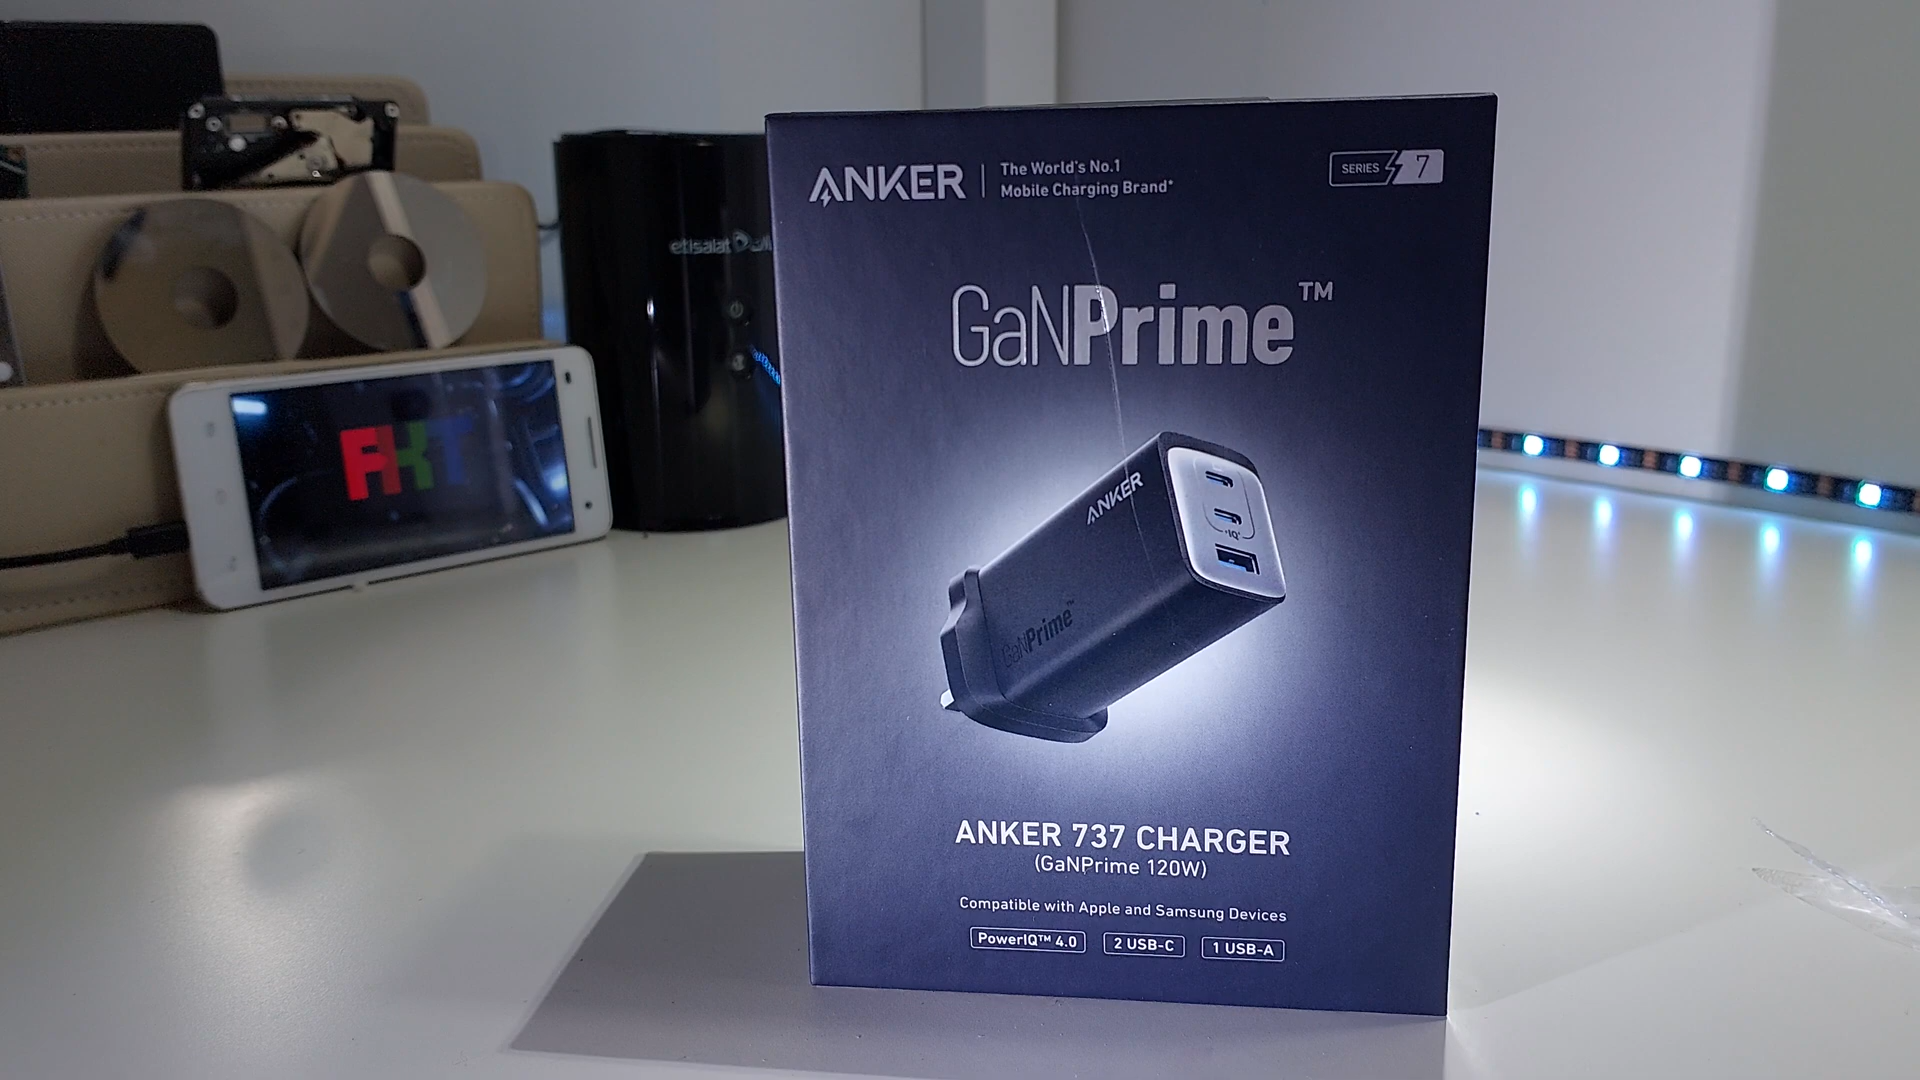 ANKER
The World's No.1
Mobile Charging Brand*
SERIES 7
GaNPrime™
ANKER
IQ
GaNPrime™
ANKER 737 CHARGER
(GaNPrime 120W)
Compatible with Apple and Samsung Devices
PowerIQ™ 4.0
2 USB-C
1 USB-A
etisalat